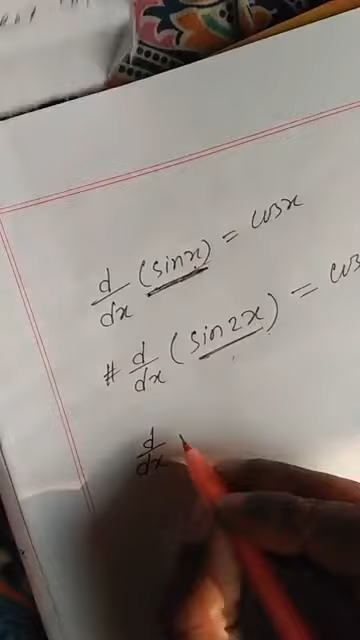 d/dx (sinx) = cosx
# d/dx (sin2x) = cos
d/dx